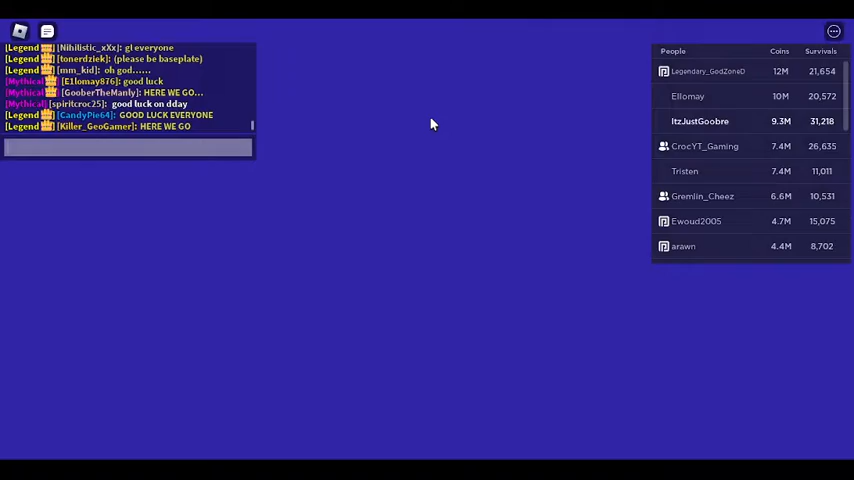 [Legend] [Nihilistic_xXx]: gl everyone
[Legend] [tonerdziek]: (please be baseplate)
[Legend] [mm_kid]: oh god......
[Mythical] [E1lomay876]: good luck
[Mythical] [GooberTheManly]: HERE WE GO...
[Mythical] [spiritcroc25]: good luck on dday
[Legend] [CandyPie64]: GOOD LUCK EVERYONE
[Legend] [Killer_GeoGamer]: HERE WE GO
People Coins Survivals
Legendary_GodZoneD 12M 21,654
Ellomay 10M 20,572
ItzJustGoobre 9.3M 31,218
CrocYT_Gaming 7.4M 26,635
Tristen 7.4M 11,011
Gremlin_Cheez 6.6M 10,531
Ewoud2005 4.7M 15,075
arawn 4.4M 8,702